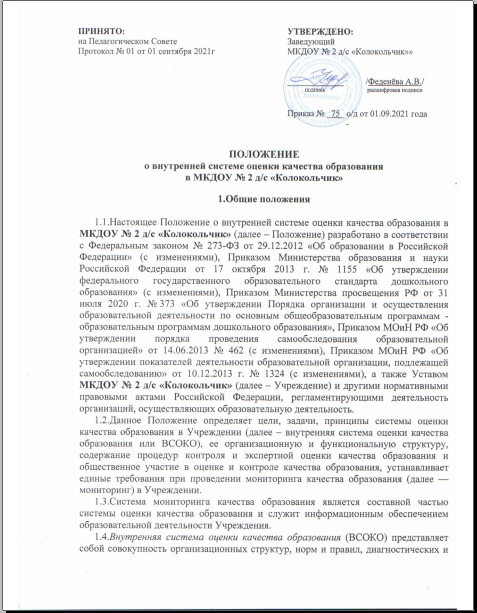 ПРИНЯТО:
на Педагогическом Совете
Протокол № 01 от 01 сентября 2021г
УТВЕРЖДЕНО:
Заведующий
МКДОУ № 2 д/с «Колокольчик»»
/Феденёва А.В./
подпись расшифровка подписи
Приказ № 75 о/д от 01.09.2021 года
ПОЛОЖЕНИЕ
о внутренней системе оценки качества образования
в МКДОУ № 2 д/с «Колокольчик»
1.Общие положения
1.1.Настоящее Положение о внутренней системе оценки качества образования в
МКДОУ № 2 д/с «Колокольчик» (далее – Положение) разработано в соответствии
с Федеральным законом № 273-ФЗ от 29.12.2012 «Об образовании в Российской
Федерации» (с изменениями), Приказом Министерства образования и науки
Российской Федерации от 17 октября 2013 г. № 1155 «Об утверждении
федерального государственного образовательного стандарта дошкольного
образования» (с изменениями), Приказом Министерства просвещения РФ от 31
июля 2020 г. №373 «Об утверждении Порядка организации и осуществления
образовательной деятельности по основным общеобразовательным программам -
образовательным программам дошкольного образования», Приказом МОиН РФ «Об
утверждении порядка проведения самообследования образовательной
организацией» от 14.06.2013 № 462 (с изменениями), Приказом МОиН РФ «Об
утверждении показателей деятельности образовательной организации, подлежащей
самообследованию» от 10.12.2013 г. № 1324 (с изменениями), а также Уставом
МКДОУ № 2 д/с «Колокольчик» (далее – Учреждение) и другими нормативными
правовыми актами Российской Федерации, регламентирующими деятельность
организаций, осуществляющих образовательную деятельность.
1.2.Данное Положение определяет цели, задачи, принципы системы оценки
качества образования в Учреждении (далее – внутренняя система оценки качества
образования или ВСОКО), ее организационную и функциональную структуру,
содержание процедур контроля и экспертной оценки качества образования и
общественное участие в оценке и контроле качества образования, устанавливает
единые требования при проведении мониторинга качества образования (далее —
мониторинг) в Учреждении.
1.3.Система мониторинга качества образования является составной частью
системы оценки качества образования и служит информационным обеспечением
образовательной деятельности Учреждения.
1.4.Внутренняя система оценки качества образования (ВСОКО) представляет
собой совокупность организационных структур, норм и правил, диагностических и